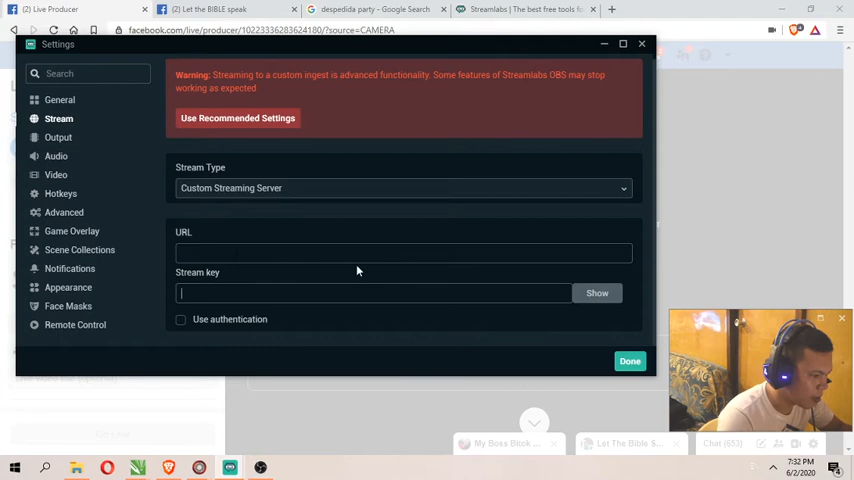 (2) Live Producer
(2) Let the BIBLE speak
despedida party - Google Search
Streamlabs | The best free tools fo
facebook.com/live/producer/10223336283624180/?source=CAMERA
Settings
Search
General
Stream
Output
Audio
Video
Hotkeys
Advanced
Game Overlay
Scene Collections
Notifications
Appearance
Face Masks
Remote Control
Warning: Streaming to a custom ingest is advanced functionality. Some features of Streamlabs OBS may stop
working as expected
Use Recommended Settings
Stream Type
Custom Streaming Server
URL
Stream key
Show
Use authentication
Done
My Boss Bitok ...
Let The Bible S...
Chat (653)
7:32 PM
6/2/2020
4